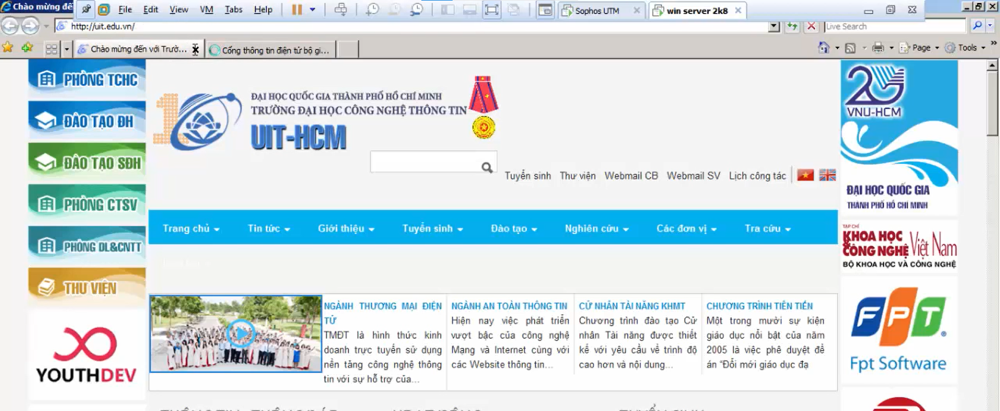 Chào mừng đế
File Edit View VM Tabs Help
Sophos UTM
win server 2k8
http://uit.edu.vn/
Live Search
Chào mừng đến với Trườ...
Cổng thông tin điện tử bộ gi...
Page
Tools
PHÒNG TCHC
ĐÀO TẠO ĐH
ĐÀO TẠO SĐH
PHÒNG CTSV
PHÒNG DL&CNTT
THƯ VIỆN
YOUTHDEV
10
ĐẠI HỌC QUỐC GIA THÀNH PHỐ HỒ CHÍ MINH
TRƯỜNG ĐẠI HỌC CÔNG NGHỆ THÔNG TIN
UIT-HCM
Tuyển sinh Thư viện Webmail CB Webmail SV Lịch công tác
Trang chủ Tin tức Giới thiệu Tuyển sinh Đào tạo Nghiên cứu Các đơn vị Tra cứu
NGÀNH THƯƠNG MẠI ĐIỆN
TỬ
TMĐT là hình thức kinh
doanh trực tuyến sử dụng
nền tảng công nghệ thông
tin với sự hỗ trợ của...
NGÀNH AN TOÀN THÔNG TIN
Hiện nay việc phát triển
vượt bậc của công nghệ
Mạng và Internet cùng với
các Website thông tin...
CỬ NHÂN TÀI NĂNG KHMT
Chương trình đào tạo Cử
nhân Tài năng được thiết
kế với yêu cầu về trình độ
cao hơn và nội dung...
CHƯƠNG TRÌNH TIÊN TIẾN
Một trong mười sự kiện
giáo dục nổi bật của năm
2005 là việc phê duyệt đề
án “Đổi mới giáo dục đạ
20
VNU-HCM
ĐẠI HỌC QUỐC GIA
THÀNH PHỐ HỒ CHÍ MINH
TẠP CHÍ
KHOA HỌC
& CÔNG NGHỆ Việt Nam
BỘ KHOA HỌC VÀ CÔNG NGHỆ
FPT
Fpt Software